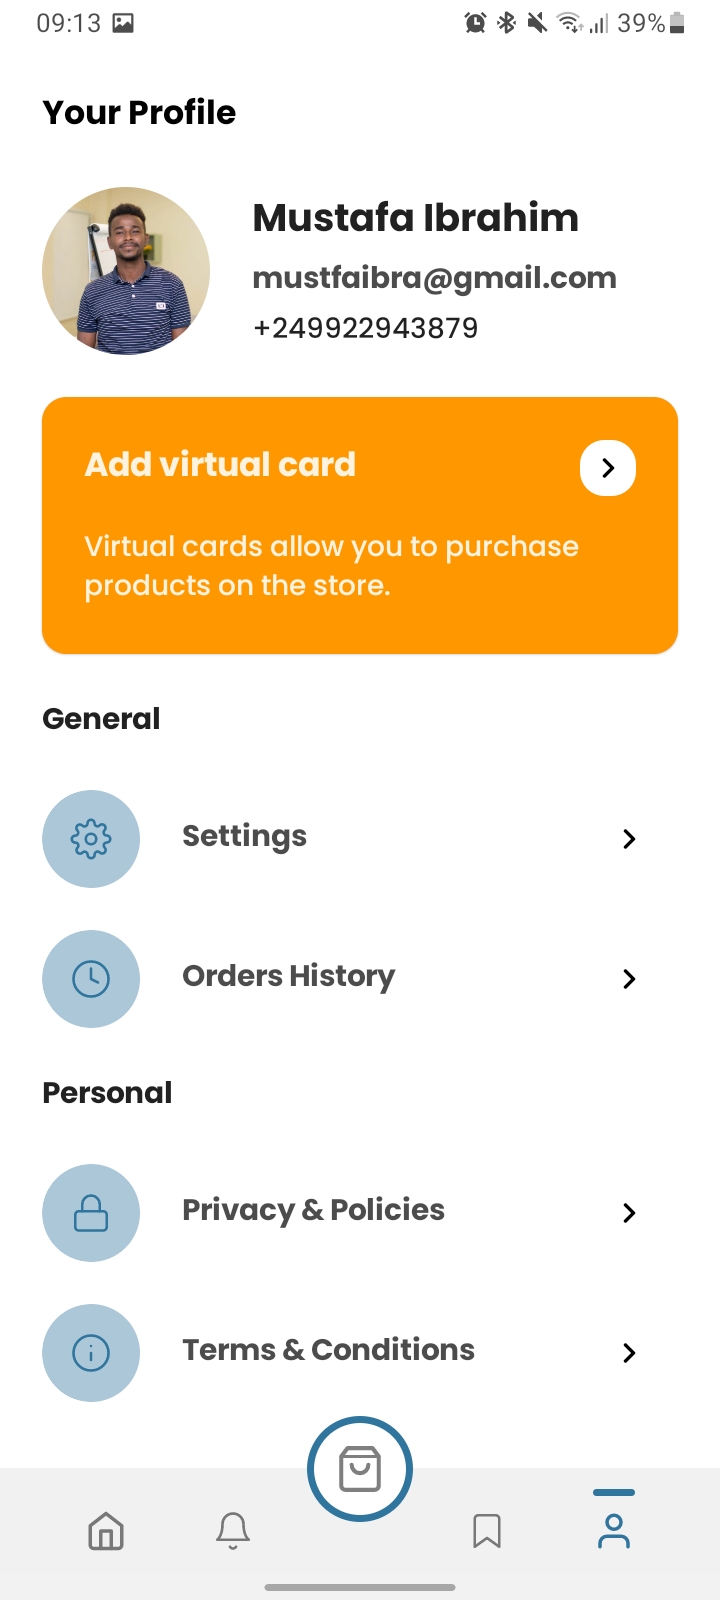 09:13
39%
Your Profile
Mustafa Ibrahim
mustfaibra@gmail.com
+249922943879
Add virtual card
Virtual cards allow you to purchase
products on the store.
General
Settings
Orders History
Personal
Privacy & Policies
Terms & Conditions